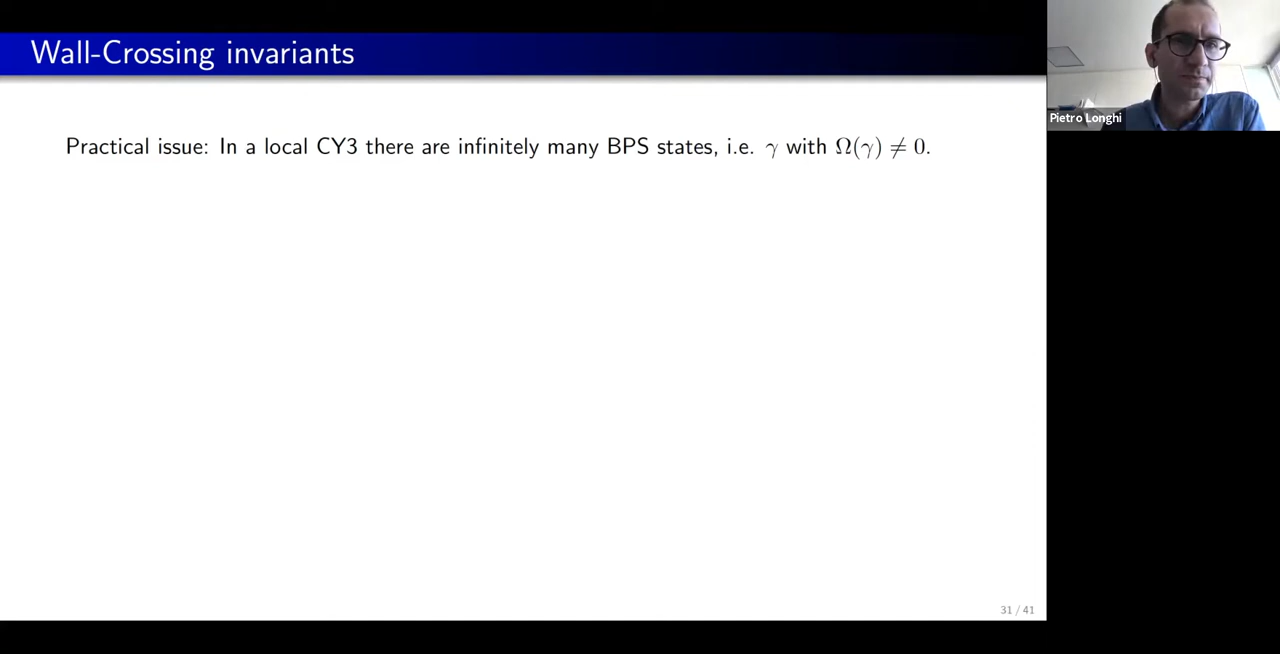 Wall-Crossing invariants
Pietro Longhi
Practical issue: In a local CY3 there are infinitely many BPS states, i.e. γ with Ω(γ) ≠ 0.
31 / 41